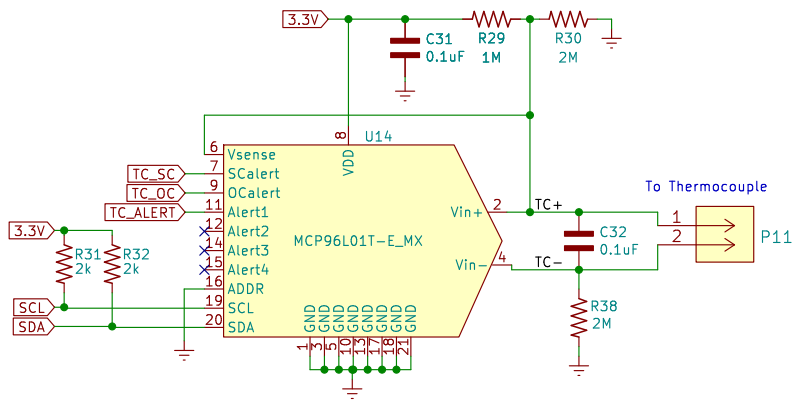 3.3V
C31
0.1uF
R29
1M
R30
2M
U14
8
VDD
6
Vsense
TC_SC
7
SCalert
TC_OC
9
OCalert
TC_ALERT
11
Alert1
12
Alert2
14
Alert3
15
Alert4
16
ADDR
19
SCL
20
SDA
MCP96L01T-E_MX
2
Vin+
TC+
4
Vin-
TC-
C32
0.1uF
To Thermocouple
1
2
P11
3.3V
R31
2k
R32
2k
SCL
SDA
R38
2M
GND GND GND GND GND GND GND GND
1 3 5 10 13 17 18 21